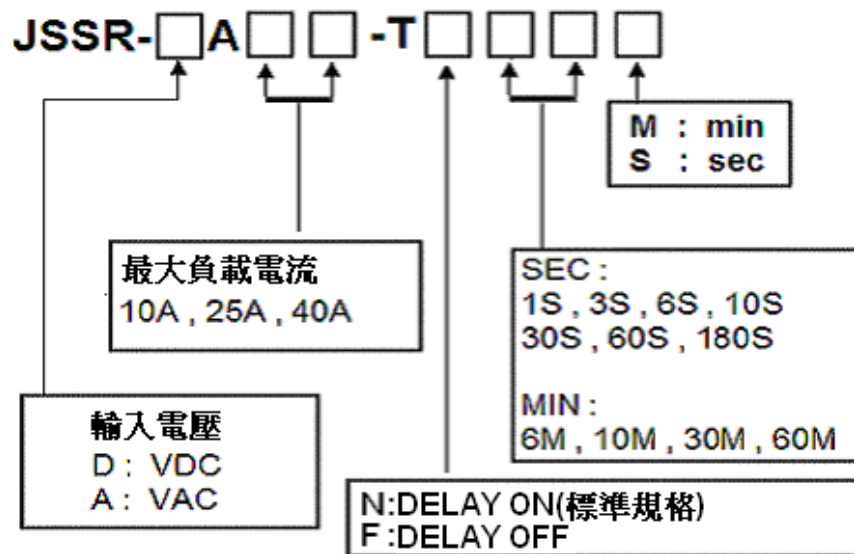 JSSR-□A□□-T□□□□
M : min
S : sec
最大負載電流
10A , 25A , 40A
SEC :
1S , 3S , 6S , 10S
30S , 60S , 180S
MIN :
6M , 10M , 30M , 60M
輸入電壓
D : VDC
A : VAC
N:DELAY ON(標準規格)
F:DELAY OFF